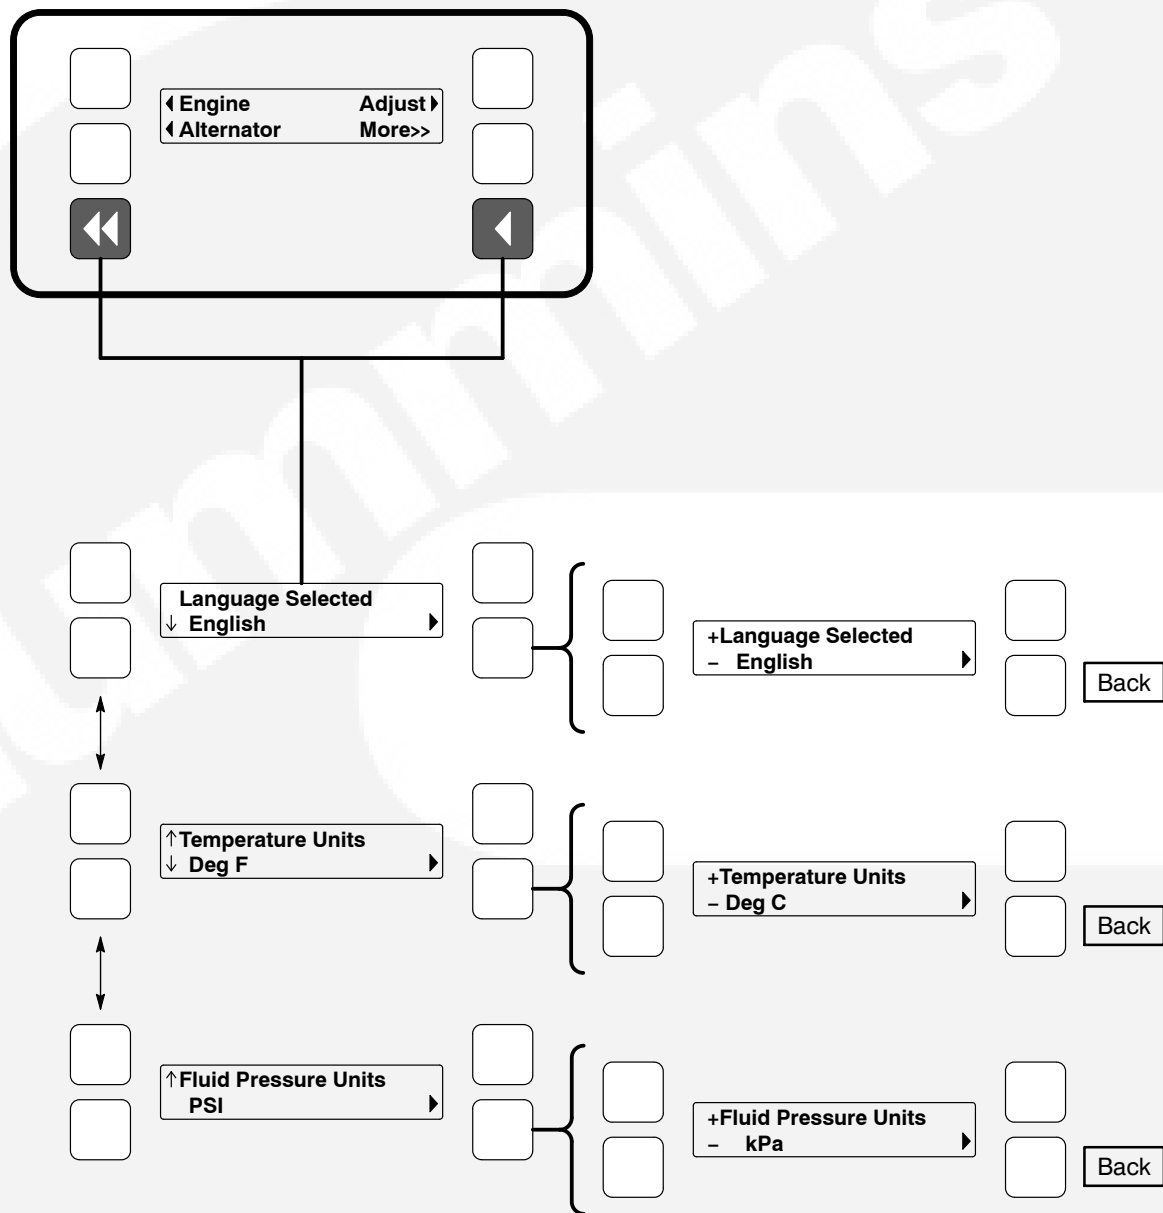 ◀Engine Adjust▶
◀Alternator More>>
Language Selected
↓ English ▶
+Language Selected
– English ▶
Back
↑Temperature Units
↓ Deg F ▶
+Temperature Units
– Deg C ▶
Back
↑Fluid Pressure Units
PSI ▶
+Fluid Pressure Units
– kPa ▶
Back